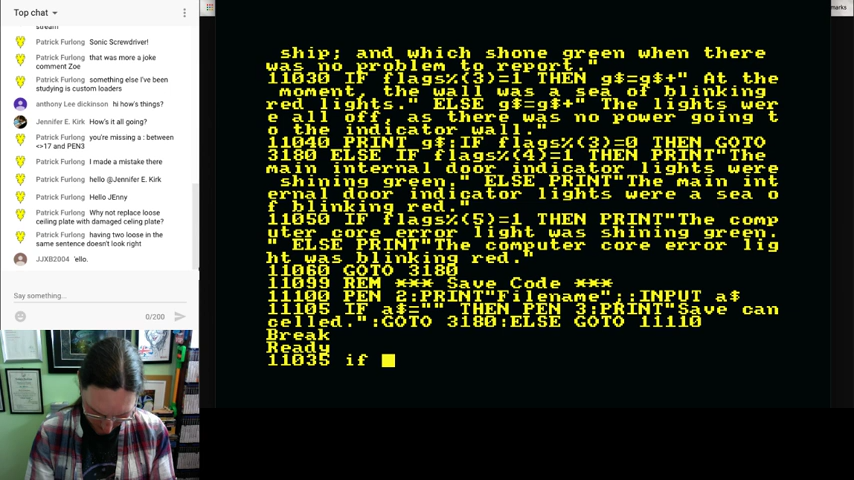 Top chat
marks
stream
Patrick Furlong Sonic Screwdriver!
Patrick Furlong that was more a joke
comment Zoe
Patrick Furlong something else I've been
studying is custom loaders
anthony Lee dickinson hi how's things?
Jennifer E. Kirk How's it all going?
Patrick Furlong you're missing a : between
<>17 and PEN3
Patrick Furlong I made a mistake there
Patrick Furlong hello @Jennifer E. Kirk
Patrick Furlong Hello JEnny
Patrick Furlong Why not replace loose
ceiling plate with damaged celing plate?
Patrick Furlong having two loose in the
same sentence doesn't look right
JJXB2004 'ello.
Say something...
0/200
ship; and which shone green when there
was no problem to report."
11030 IF flags%(3)=1 THEN g$=g$+" At the
moment, the wall was a sea of blinking
red lights." ELSE g$=g$+" The lights wer
e all off, as there was no power going t
o the indicator wall."
11040 PRINT g$:IF flags%(3)=0 THEN GOTO
3180 ELSE IF flags%(4)=1 THEN PRINT"The
main internal door indicator lights were
shining green." ELSE PRINT"The main int
ernal door indicator lights were a sea o
f blinking red."
11050 IF flags%(5)=1 THEN PRINT"The comp
uter core error light was shining green.
" ELSE PRINT"The computer core error lig
ht was blinking red."
11060 GOTO 3180
11099 REM *** Save Code ***
11100 PEN 2:PRINT"Filename";:INPUT a$
11105 IF a$="" THEN PEN 3:PRINT"Save can
celled.":GOTO 3180:ELSE GOTO 11110
Break
Ready
11035 if